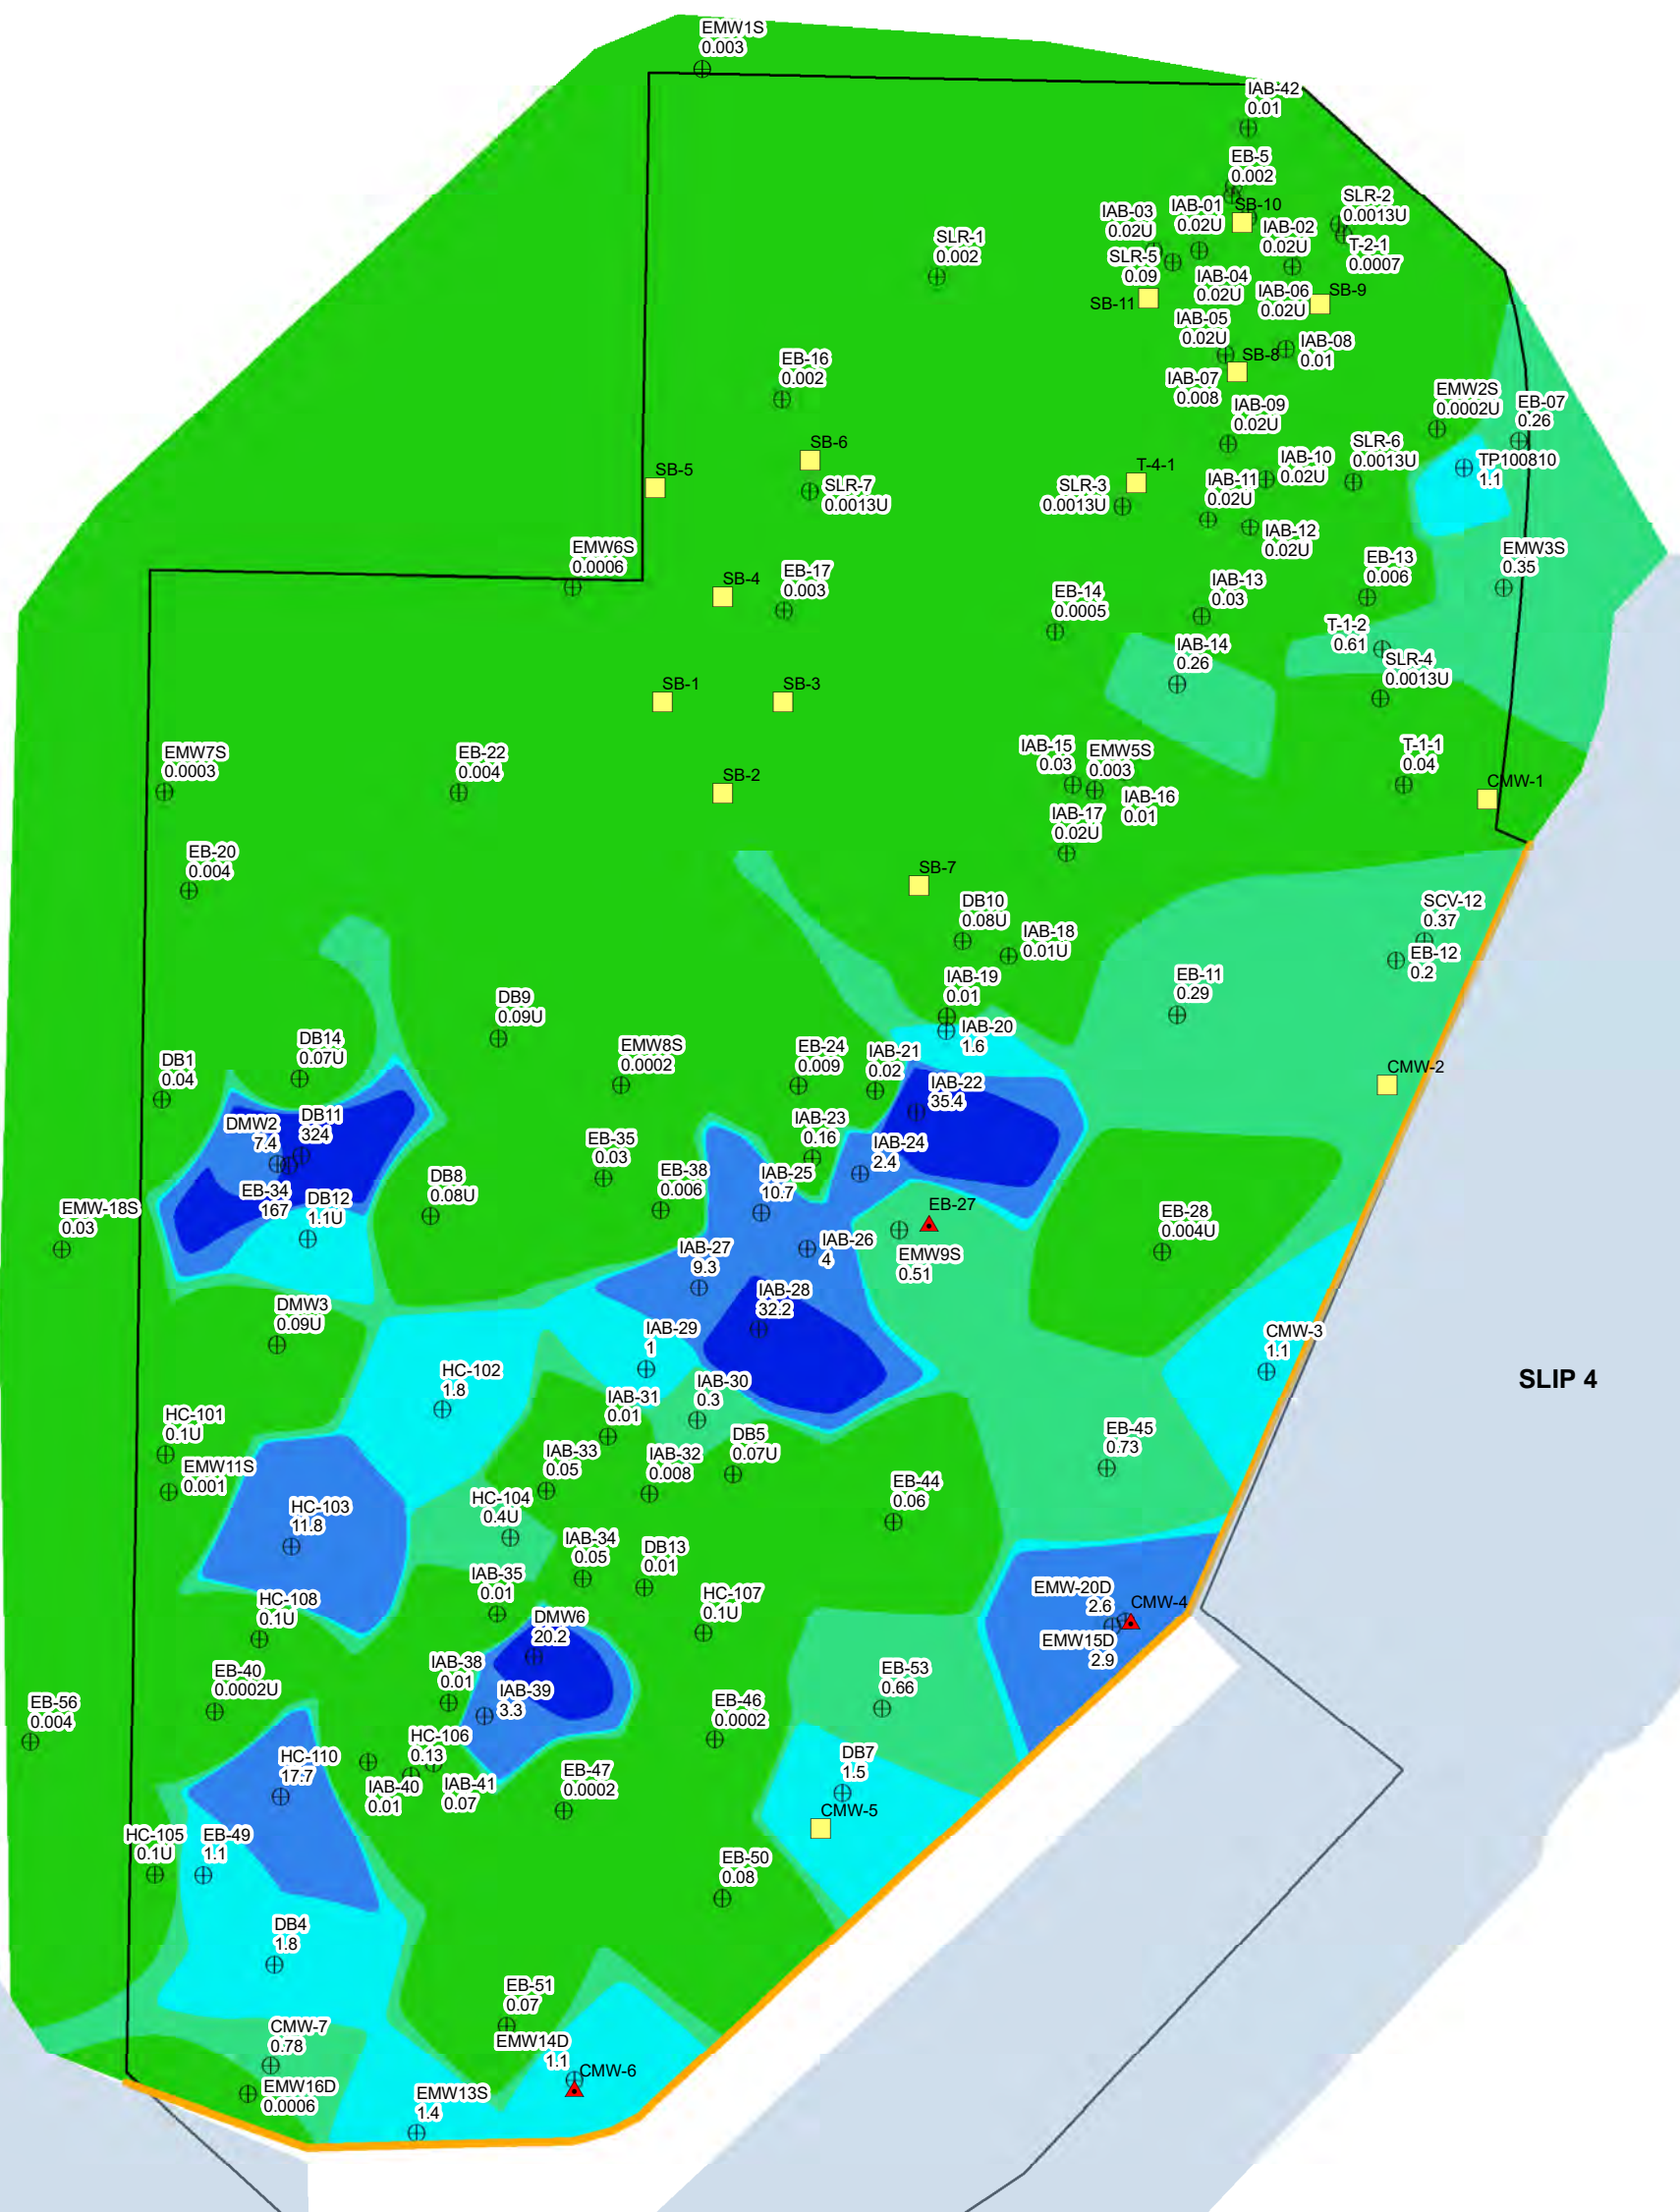 EMW1S
0.003
IAB-42
0.01
EB-5
0.002
SB-10
IAB-03
0.02U
IAB-01
0.02U
IAB-02
0.02U
SLR-2
0.0013U
T-2-1
0.0007
SLR-1
0.002
SLR-5
0.09
SB-11
IAB-04
0.02U
IAB-06
0.02U
SB-9
IAB-05
0.02U
IAB-08
0.01
SB-8
EB-16
0.002
IAB-07
0.008
IAB-09
0.02U
EMW2S
0.0002U
EB-07
0.26
SB-6
SB-5
SLR-7
0.0013U
T-4-1
SLR-3
0.0013U
IAB-11
0.02U
IAB-10
0.02U
SLR-6
0.0013U
TP100810
1.1
IAB-12
0.02U
EMW6S
0.0006
SB-4
EB-17
0.003
EB-14
0.0005
IAB-13
0.03
EB-13
0.006
EMW3S
0.35
T-1-2
0.61
IAB-14
0.26
SLR-4
0.0013U
SB-1
SB-3
EMW7S
0.0003
EB-22
0.004
SB-2
IAB-15
0.03
EMW5S
0.003
IAB-16
0.01
T-1-1
0.04
CMW-1
IAB-17
0.02U
EB-20
0.004
SB-7
DB10
0.08U
IAB-18
0.01U
SCV-12
0.37
EB-12
0.2
IAB-19
0.01
EB-11
0.29
DB9
0.09U
IAB-20
1.6
DB14
0.07U
DB1
0.04
EMW8S
0.0002
EB-24
0.009
IAB-21
0.02
CMW-2
IAB-22
35.4
DMW2
7.4
DB11
324
IAB-23
0.16
IAB-24
2.4
EB-35
0.03
EB-38
0.006
IAB-25
10.7
EB-34
167
DB12
1.1U
DB8
0.08U
EMW-18S
0.03
EB-27
EB-28
0.004U
IAB-26
4
EMW9S
0.51
IAB-27
9.3
IAB-28
32.2
DMW3
0.09U
IAB-29
1
CMW-3
1.1
HC-102
1.8
SLIP 4
IAB-30
0.3
IAB-31
0.01
HC-101
0.1U
EMW11S
0.001
IAB-33
0.05
IAB-32
0.008
DB5
0.07U
EB-45
0.73
EB-44
0.06
HC-103
11.8
HC-104
0.4U
IAB-34
0.05
DB13
0.01
IAB-35
0.01
HC-107
0.1U
EMW-20D
2.6
CMW-4
EMW15D
2.9
HC-108
0.1U
DMW6
20.2
IAB-38
0.01
IAB-39
3.3
EB-53
0.66
EB-40
0.0002U
EB-56
0.004
EB-46
0.0002
HC-106
0.13
HC-110
17.7
IAB-40
0.01
IAB-41
0.07
EB-47
0.0002
DB7
1.5
CMW-5
HC-105
0.1U
EB-49
1.1
EB-50
0.08
DB4
1.8
EB-51
0.07
CMW-7
0.78
EMW14D
1.1
CMW-6
EMW16D
0.0006
EMW13S
1.4